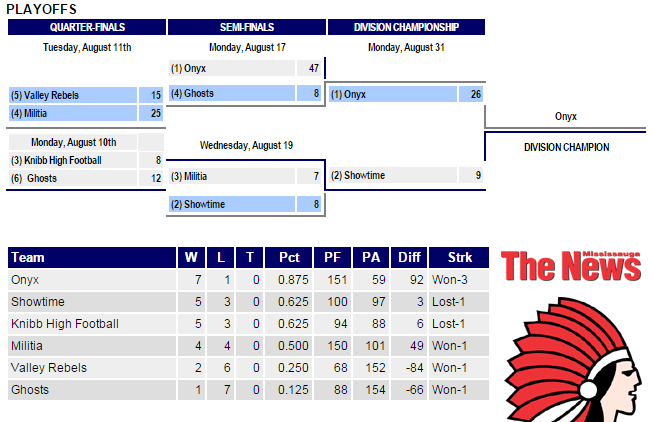 PLAYOFFS
QUARTER-FINALS SEMI-FINALS DIVISION CHAMPIONSHIP
Tuesday, August 11th Monday, August 17 Monday, August 31
(1) Onyx 47
(5) Valley Rebels 15 (4) Ghosts 8 (1) Onyx 26
(4) Militia 25
Onyx
Monday, August 10th Wednesday, August 19 DIVISION CHAMPION
(3) Knibb High Football 8
(6) Ghosts 12 (3) Militia 7 (2) Showtime 9
(2) Showtime 8
Team W L T Pct PF PA Diff Strk
Onyx 7 1 0 0.875 151 59 92 Won-3
Showtime 5 3 0 0.625 100 97 3 Lost-1
Knibb High Football 5 3 0 0.625 94 88 6 Lost-1
Militia 4 4 0 0.500 150 101 49 Won-1
Valley Rebels 2 6 0 0.250 68 152 -84 Won-1
Ghosts 1 7 0 0.125 88 154 -66 Won-1
Mississauga
The News